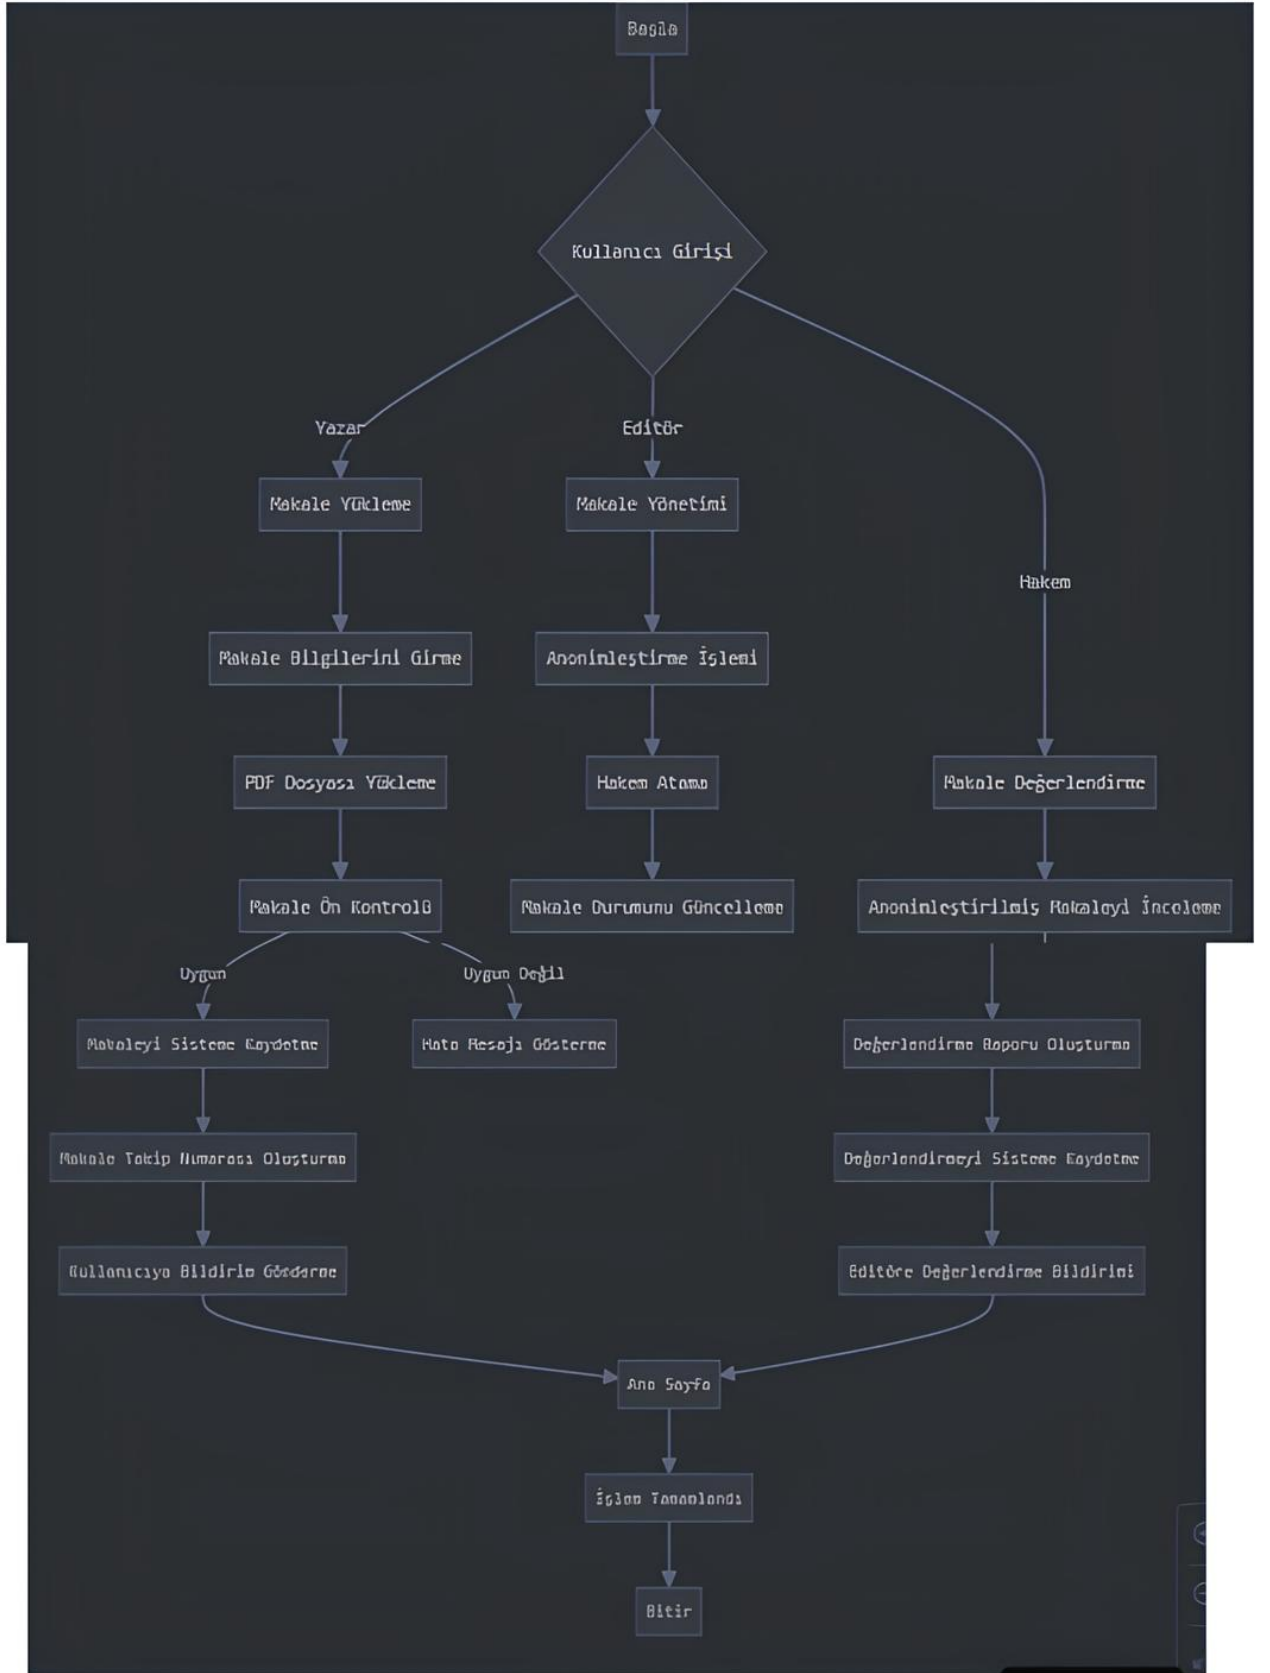 Başla
Kullanıcı Girişi
Yazar
Editör
Makale Yükleme
Makale Yönetimi
Hakem
Makale Bilgilerini Girme
Anonimleştirme İşlemi
PDF Dosyası Yükleme
Hakem Atama
Makale Değerlendirme
Makale Ön Kontrolü
Makale Durumunu Güncelleme
Anonimleştirilmiş Makaleyi İnceleme
Uygun
Uygun Değil
Makaleyi Sisteme Kaydetme
Hata Mesajı Gösterme
Değerlendirme Raporu Oluşturma
Makale Takip Numarası Oluşturma
Değerlendirmeyi Sisteme Kaydetme
Kullanıcıya Bildirim Gönderme
Editöre Değerlendirme Bildirimi
Ana Sayfa
İşlem Tamamlandı
Bitir